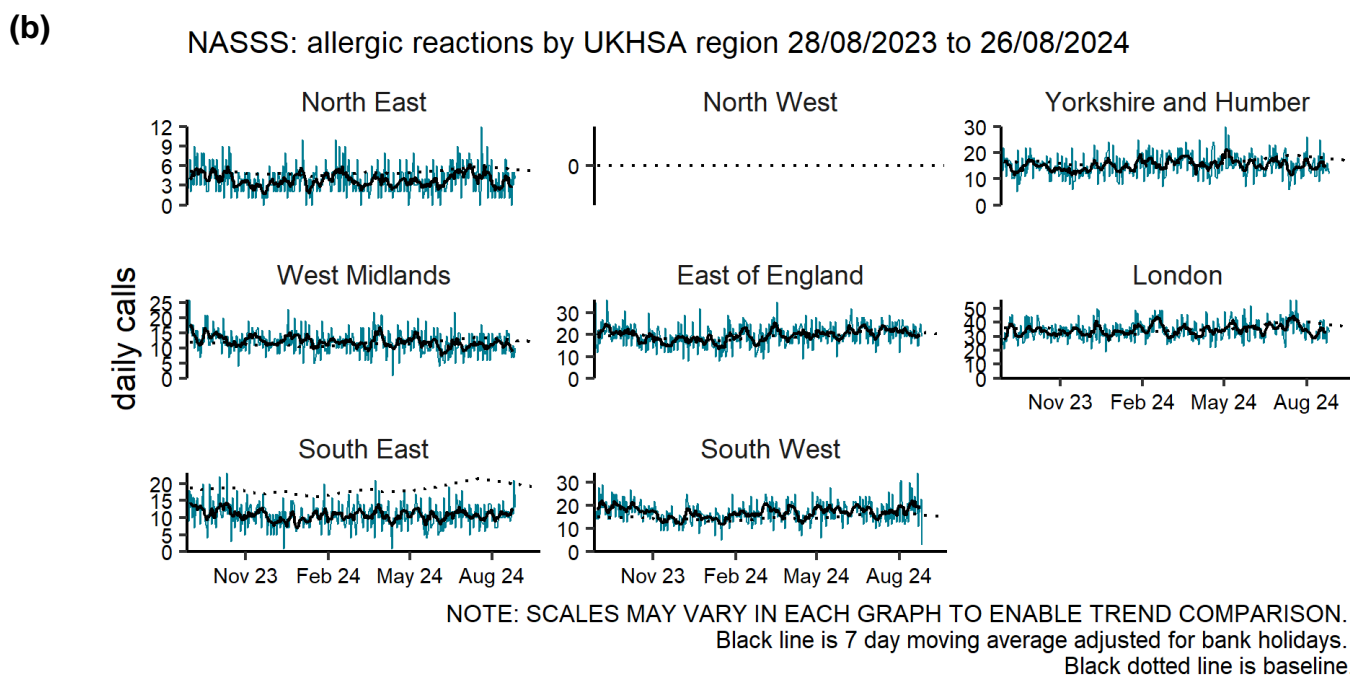 (b)
NASSS: allergic reactions by UKHSA region 28/08/2023 to 26/08/2024
North East
North West
Yorkshire and Humber
12
9
6
3
0
0
30
20
10
0
daily calls
West Midlands
East of England
London
25
20
15
10
5
0
30
20
10
0
50
40
30
20
10
0
Nov 23 Feb 24 May 24 Aug 24
South East
South West
20
15
10
5
0
30
20
10
0
Nov 23 Feb 24 May 24 Aug 24
Nov 23 Feb 24 May 24 Aug 24
NOTE: SCALES MAY VARY IN EACH GRAPH TO ENABLE TREND COMPARISON.
Black line is 7 day moving average adjusted for bank holidays.
Black dotted line is baseline